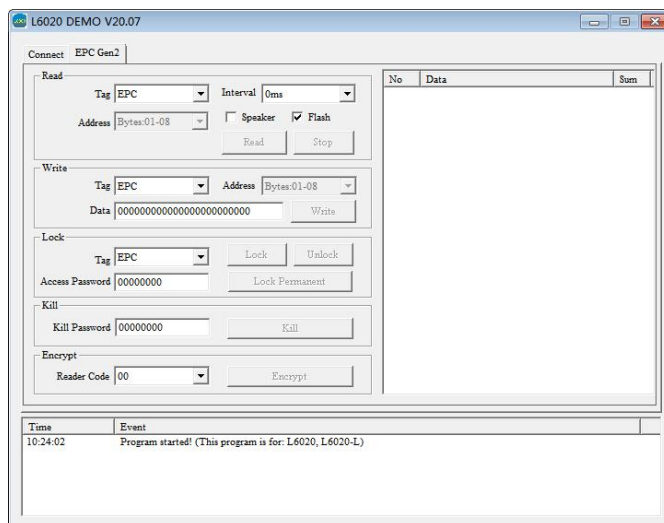 L6020 DEMO V20.07
Connect EPC Gen2
Read
Tag EPC Interval 0ms
Address Bytes:01-08 Speaker Flash
Read Stop
Write
Tag EPC Address Bytes:01-08
Data 000000000000000000000000 Write
Lock
Tag EPC Lock Unlock
Access Password 00000000 Lock Permanent
Kill
Kill Password 00000000 Kill
Encrypt
Reader Code 00 Encrypt
No Data Sum
Time Event
10:24:02 Program started! (This program is for: L6020, L6020-L)